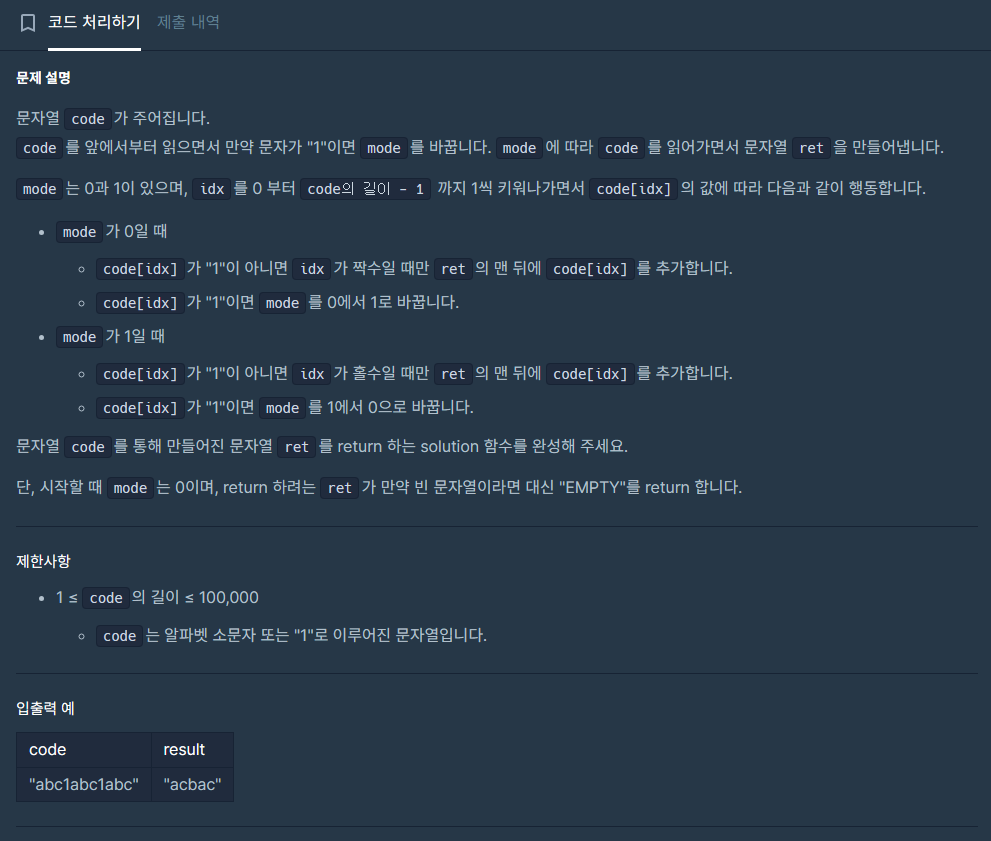 코드 처리하기 제출 내역
문제 설명
문자열 code 가 주어집니다.
code 를 앞에서부터 읽으면서 만약 문자가 "1"이면 mode 를 바꿉니다. mode 에 따라 code 를 읽어가면서 문자열 ret 을 만들어냅니다.
mode 는 0과 1이 있으며, idx 를 0 부터 code의 길이 - 1 까지 1씩 키워나가면서 code[idx] 의 값에 따라 다음과 같이 행동합니다.
• mode 가 0일 때
◦ code[idx] 가 "1"이 아니면 idx 가 짝수일 때만 ret 의 맨 뒤에 code[idx] 를 추가합니다.
◦ code[idx] 가 "1"이면 mode 를 0에서 1로 바꿉니다.
• mode 가 1일 때
◦ code[idx] 가 "1"이 아니면 idx 가 홀수일 때만 ret 의 맨 뒤에 code[idx] 를 추가합니다.
◦ code[idx] 가 "1"이면 mode 를 1에서 0으로 바꿉니다.
문자열 code 를 통해 만들어진 문자열 ret 를 return 하는 solution 함수를 완성해 주세요.
단, 시작할 때 mode 는 0이며, return 하려는 ret 가 만약 빈 문자열이라면 대신 "EMPTY"를 return 합니다.
제한사항
• 1 ≤ code 의 길이 ≤ 100,000
◦ code 는 알파벳 소문자 또는 "1"로 이루어진 문자열입니다.
입출력 예
code result
"abc1abc1abc" "acbac"